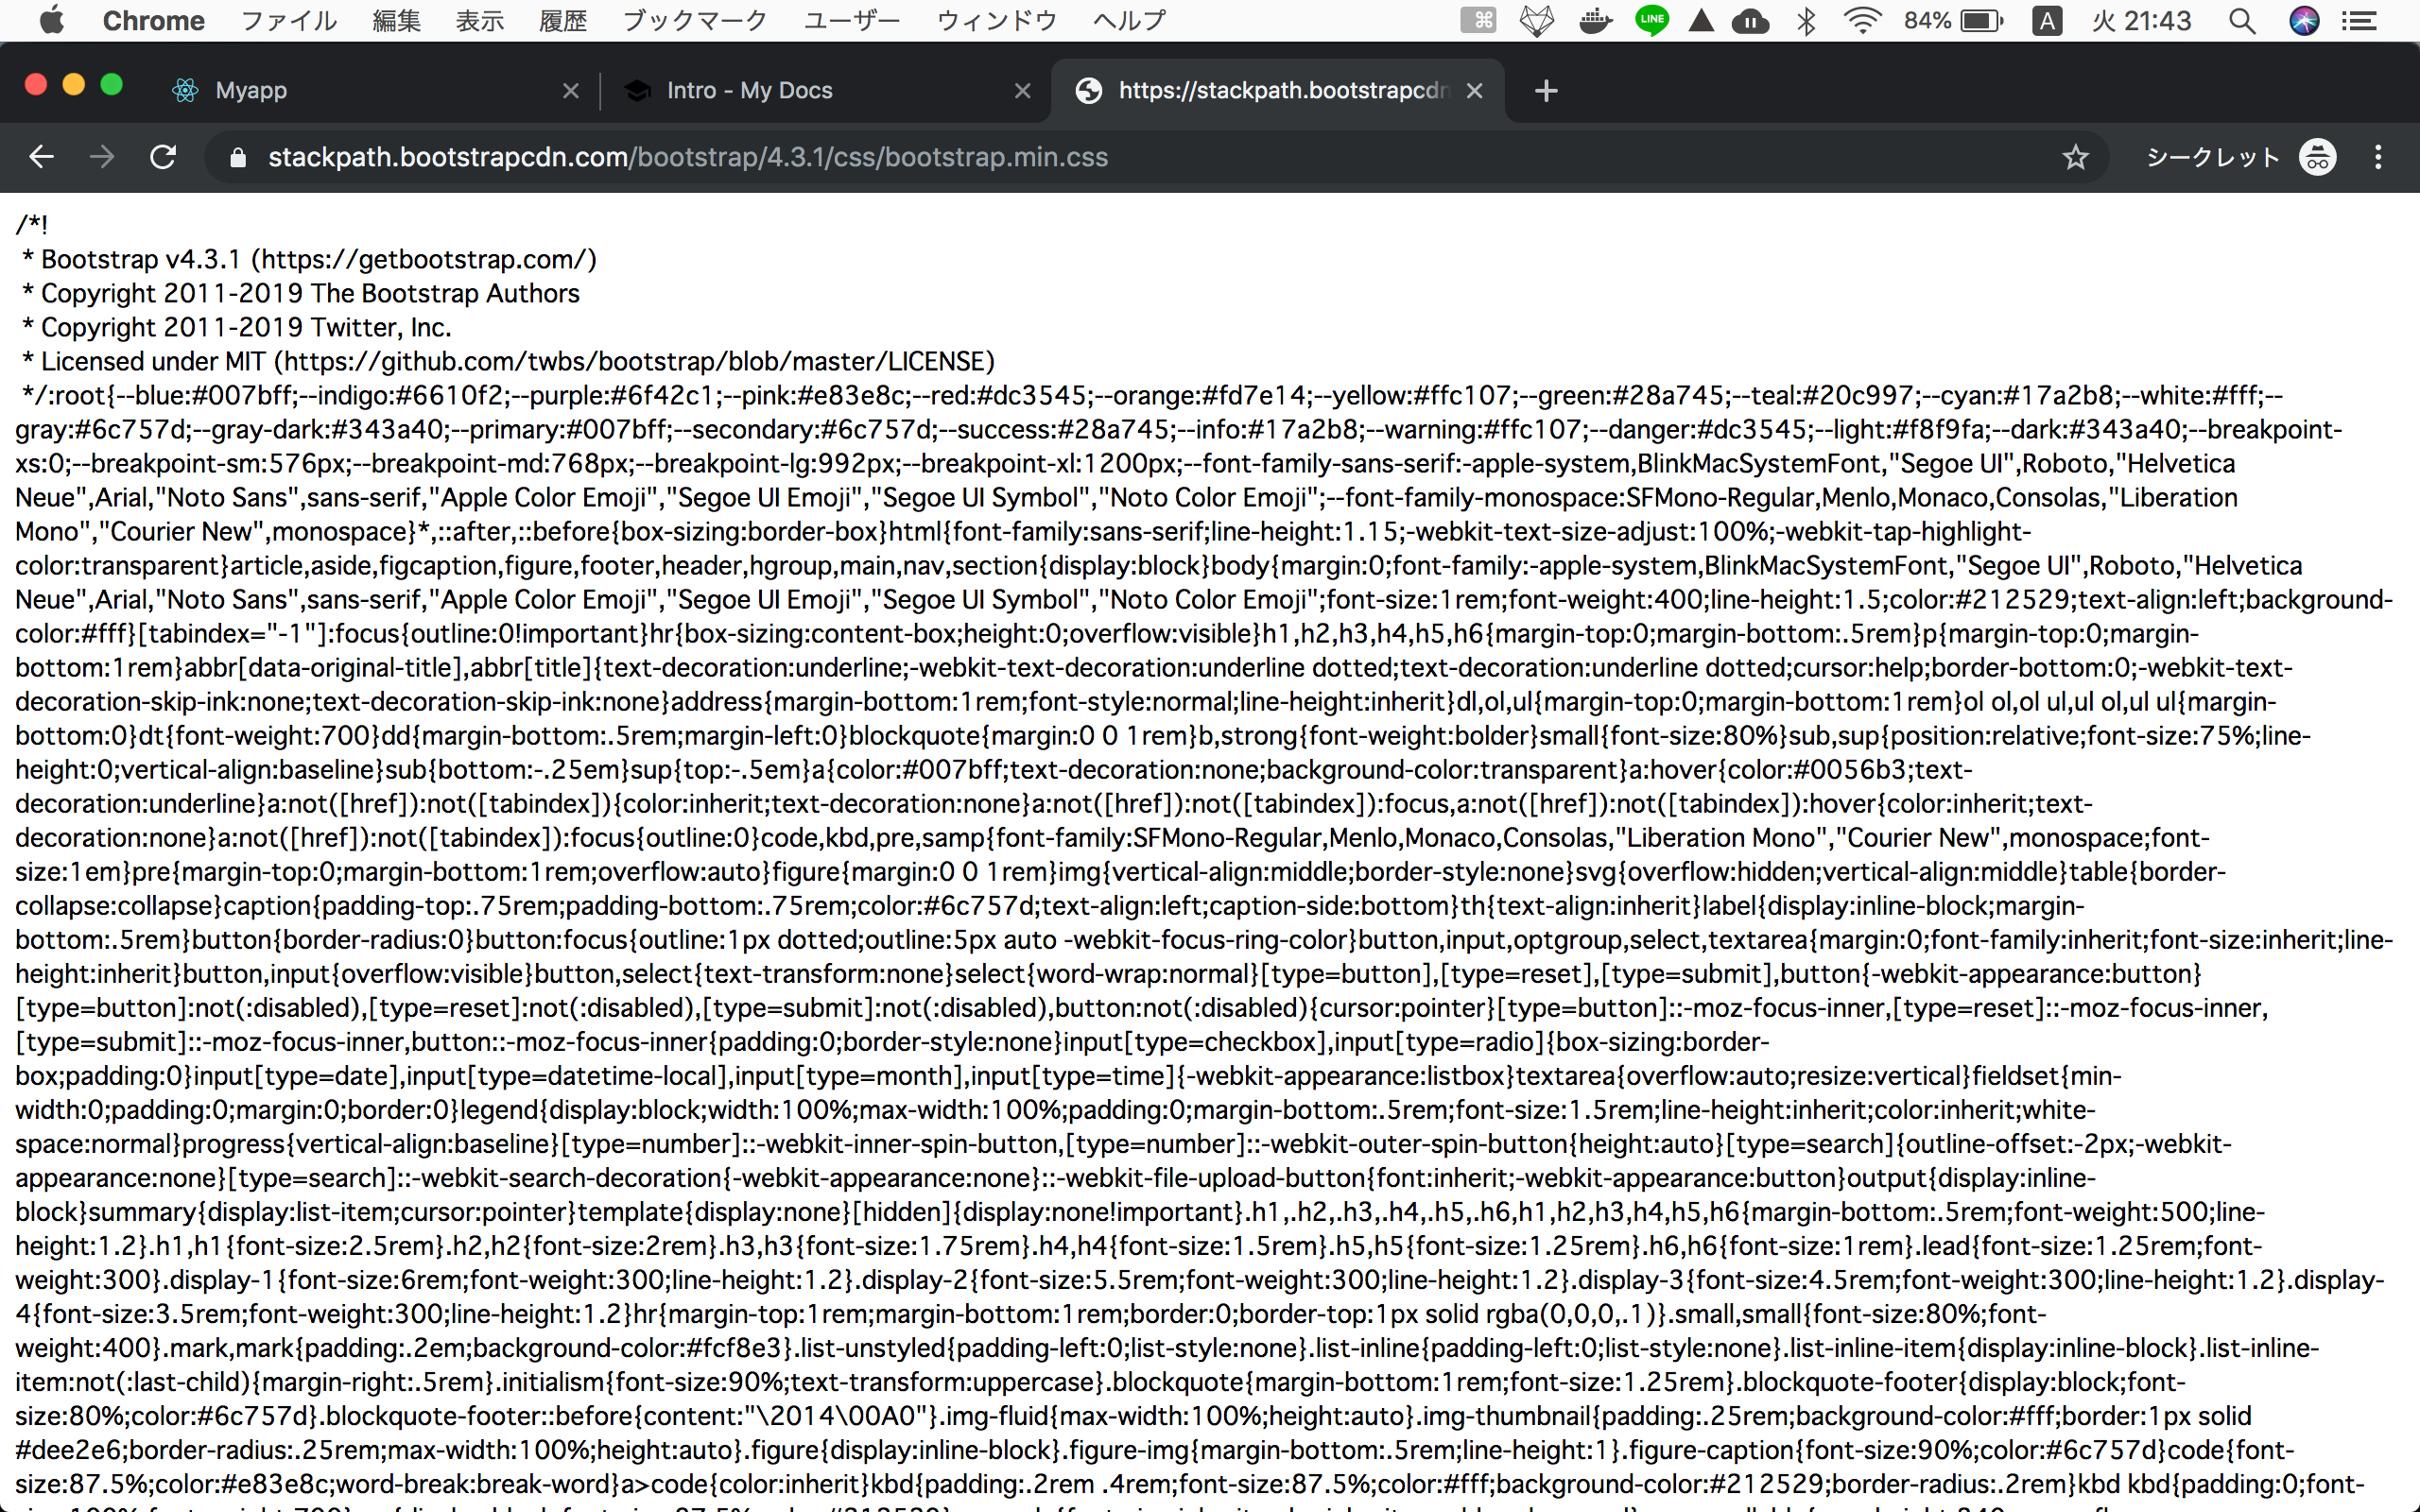 Chrome ファイル 編集 表示 履歴 ブックマーク ユーザー ウィンドウ ヘルプ LINE 84% A 火 21:43
Myapp Intro - My Docs https://stackpath.bootstrapcdn
stackpath.bootstrapcdn.com/bootstrap/4.3.1/css/bootstrap.min.css シークレット
/*!
* Bootstrap v4.3.1 (https://getbootstrap.com/)
* Copyright 2011-2019 The Bootstrap Authors
* Copyright 2011-2019 Twitter, Inc.
* Licensed under MIT (https://github.com/twbs/bootstrap/blob/master/LICENSE)
*/:root{--blue:#007bff;--indigo:#6610f2;--purple:#6f42c1;--pink:#e83e8c;--red:#dc3545;--orange:#fd7e14;--yellow:#ffc107;--green:#28a745;--teal:#20c997;--cyan:#17a2b8;--white:#fff;--
gray:#6c757d;--gray-dark:#343a40;--primary:#007bff;--secondary:#6c757d;--success:#28a745;--info:#17a2b8;--warning:#ffc107;--danger:#dc3545;--light:#f8f9fa;--dark:#343a40;--breakpoint-
xs:0;--breakpoint-sm:576px;--breakpoint-md:768px;--breakpoint-lg:992px;--breakpoint-xl:1200px;--font-family-sans-serif:-apple-system,BlinkMacSystemFont,"Segoe UI",Roboto,"Helvetica
Neue",Arial,"Noto Sans",sans-serif,"Apple Color Emoji","Segoe UI Emoji","Segoe UI Symbol","Noto Color Emoji";--font-family-monospace:SFMono-Regular,Menlo,Monaco,Consolas,"Liberation
Mono","Courier New",monospace}*,::after,::before{box-sizing:border-box}html{font-family:sans-serif;line-height:1.15;-webkit-text-size-adjust:100%;-webkit-tap-highlight-
color:transparent}article,aside,figcaption,figure,footer,header,hgroup,main,nav,section{display:block}body{margin:0;font-family:-apple-system,BlinkMacSystemFont,"Segoe UI",Roboto,"Helvetica
Neue",Arial,"Noto Sans",sans-serif,"Apple Color Emoji","Segoe UI Emoji","Segoe UI Symbol","Noto Color Emoji";font-size:1rem;font-weight:400;line-height:1.5;color:#212529;text-align:left;background-
color:#fff}[tabindex="-1"]:focus{outline:0!important}hr{box-sizing:content-box;height:0;overflow:visible}h1,h2,h3,h4,h5,h6{margin-top:0;margin-bottom:.5rem}p{margin-top:0;margin-
bottom:1rem}abbr[data-original-title],abbr[title]{text-decoration:underline;-webkit-text-decoration:underline dotted;text-decoration:underline dotted;cursor:help;border-bottom:0;-webkit-text-
decoration-skip-ink:none;text-decoration-skip-ink:none}address{margin-bottom:1rem;font-style:normal;line-height:inherit}dl,ol,ul{margin-top:0;margin-bottom:1rem}ol ol,ol ul,ul ol,ul ul{margin-
bottom:0}dt{font-weight:700}dd{margin-bottom:.5rem;margin-left:0}blockquote{margin:0 0 1rem}b,strong{font-weight:bolder}small{font-size:80%}sub,sup{position:relative;font-size:75%;line-
height:0;vertical-align:baseline}sub{bottom:-.25em}sup{top:-.5em}a{color:#007bff;text-decoration:none;background-color:transparent}a:hover{color:#0056b3;text-
decoration:underline}a:not([href]):not([tabindex]){color:inherit;text-decoration:none}a:not([href]):not([tabindex]):focus,a:not([href]):not([tabindex]):hover{color:inherit;text-
decoration:none}a:not([href]):not([tabindex]):focus{outline:0}code,kbd,pre,samp{font-family:SFMono-Regular,Menlo,Monaco,Consolas,"Liberation Mono","Courier New",monospace;font-
size:1em}pre{margin-top:0;margin-bottom:1rem;overflow:auto}figure{margin:0 0 1rem}img{vertical-align:middle;border-style:none}svg{overflow:hidden;vertical-align:middle}table{border-
collapse:collapse}caption{padding-top:.75rem;padding-bottom:.75rem;color:#6c757d;text-align:left;caption-side:bottom}th{text-align:inherit}label{display:inline-block;margin-
bottom:.5rem}button{border-radius:0}button:focus{outline:1px dotted;outline:5px auto -webkit-focus-ring-color}button,input,optgroup,select,textarea{margin:0;font-family:inherit;font-size:inherit;line-
height:inherit}button,input{overflow:visible}button,select{text-transform:none}select{word-wrap:normal}[type=button],[type=reset],[type=submit],button{-webkit-appearance:button}
[type=button]:not(:disabled),[type=reset]:not(:disabled),[type=submit]:not(:disabled),button:not(:disabled){cursor:pointer}[type=button]::-moz-focus-inner,[type=reset]::-moz-focus-inner,
[type=submit]::-moz-focus-inner,button::-moz-focus-inner{padding:0;border-style:none}input[type=checkbox],input[type=radio]{box-sizing:border-
box;padding:0}input[type=date],input[type=datetime-local],input[type=month],input[type=time]{-webkit-appearance:listbox}textarea{overflow:auto;resize:vertical}fieldset{min-
width:0;padding:0;margin:0;border:0}legend{display:block;width:100%;max-width:100%;padding:0;margin-bottom:.5rem;font-size:1.5rem;line-height:inherit;color:inherit;white-
space:normal}progress{vertical-align:baseline}[type=number]::-webkit-inner-spin-button,[type=number]::-webkit-outer-spin-button{height:auto}[type=search]{outline-offset:-2px;-webkit-
appearance:none}[type=search]::-webkit-search-decoration{-webkit-appearance:none}::-webkit-file-upload-button{font:inherit;-webkit-appearance:button}output{display:inline-
block}summary{display:list-item;cursor:pointer}template{display:none}[hidden]{display:none!important}.h1,.h2,.h3,.h4,.h5,.h6,h1,h2,h3,h4,h5,h6{margin-bottom:.5rem;font-weight:500;line-
height:1.2}.h1,h1{font-size:2.5rem}.h2,h2{font-size:2rem}.h3,h3{font-size:1.75rem}.h4,h4{font-size:1.5rem}.h5,h5{font-size:1.25rem}.h6,h6{font-size:1rem}.lead{font-size:1.25rem;font-
weight:300}.display-1{font-size:6rem;font-weight:300;line-height:1.2}.display-2{font-size:5.5rem;font-weight:300;line-height:1.2}.display-3{font-size:4.5rem;font-weight:300;line-height:1.2}.display-
4{font-size:3.5rem;font-weight:300;line-height:1.2}hr{margin-top:1rem;margin-bottom:1rem;border:0;border-top:1px solid rgba(0,0,0,.1)}.small,small{font-size:80%;font-
weight:400}.mark,mark{padding:.2em;background-color:#fcf8e3}.list-unstyled{padding-left:0;list-style:none}.list-inline{padding-left:0;list-style:none}.list-inline-item{display:inline-block}.list-inline-
item:not(:last-child){margin-right:.5rem}.initialism{font-size:90%;text-transform:uppercase}.blockquote{margin-bottom:1rem;font-size:1.25rem}.blockquote-footer{display:block;font-
size:80%;color:#6c757d}.blockquote-footer::before{content:"\2014\00A0"}.img-fluid{max-width:100%;height:auto}.img-thumbnail{padding:.25rem;background-color:#fff;border:1px solid
#dee2e6;border-radius:.25rem;max-width:100%;height:auto}.figure{display:inline-block}.figure-img{margin-bottom:.5rem;line-height:1}.figure-caption{font-size:90%;color:#6c757d}code{font-
size:87.5%;color:#e83e8c;word-break:break-word}a>code{color:inherit}kbd{padding:.2rem .4rem;font-size:87.5%;color:#fff;background-color:#212529;border-radius:.2rem}kbd kbd{padding:0;font-